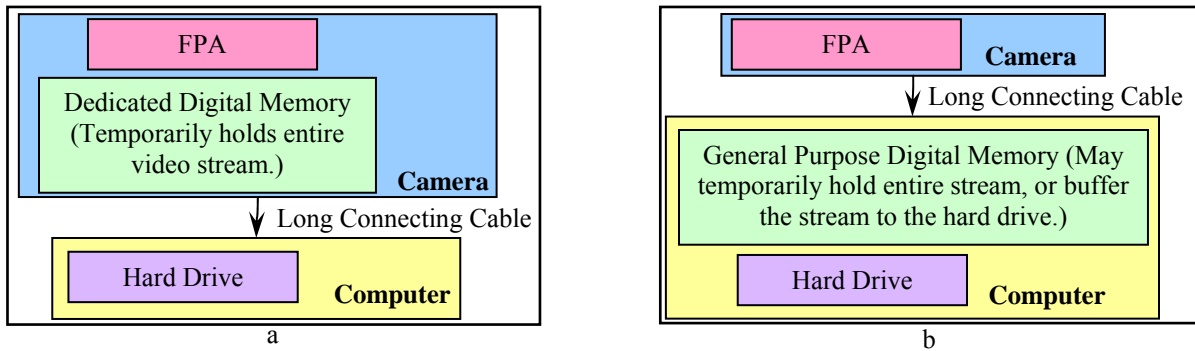 FPA
Dedicated Digital Memory
(Temporarily holds entire
video stream.)
Camera
Long Connecting Cable
Hard Drive
Computer
a
FPA
Camera
Long Connecting Cable
General Purpose Digital Memory (May
temporarily hold entire stream, or buffer
the stream to the hard drive.)
Hard Drive
Computer
b